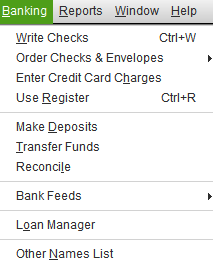 Banking Reports Window Help
Write Checks Ctrl+W
Order Checks & Envelopes
Enter Credit Card Charges
Use Register Ctrl+R
Make Deposits
Transfer Funds
Reconcile
Bank Feeds
Loan Manager
Other Names List